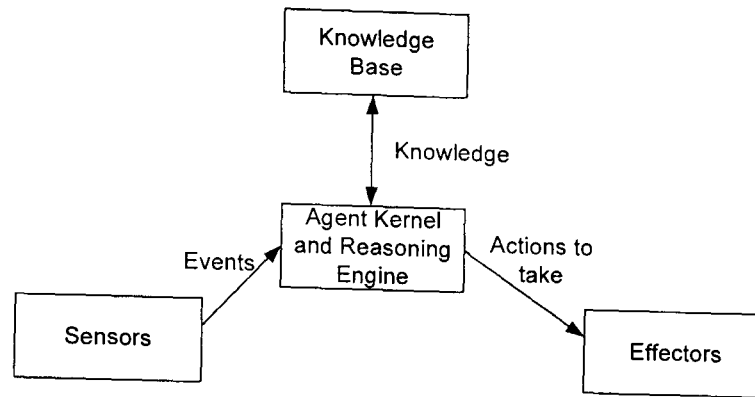 Knowledge
Base
Knowledge
Agent Kernel
and Reasoning
Engine
Events
Actions to
take
Sensors
Effectors